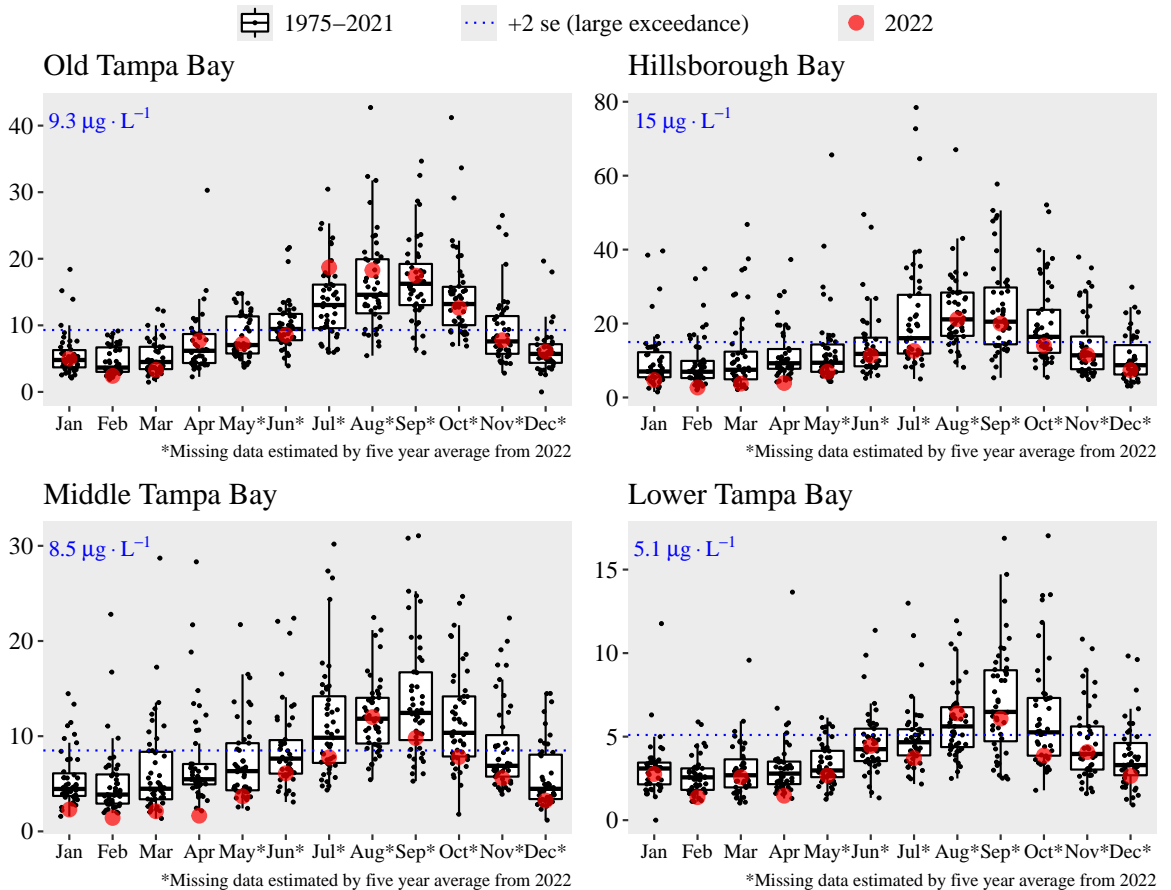 1975–2021 +2 se (large exceedance) 2022
Old Tampa Bay
9.3 μg · L⁻¹
40
30
20
10
0
Jan Feb Mar Apr May* Jun* Jul* Aug* Sep* Oct* Nov* Dec*
*Missing data estimated by five year average from 2022
Hillsborough Bay
15 μg · L⁻¹
80
60
40
20
0
Jan Feb Mar Apr May* Jun* Jul* Aug* Sep* Oct* Nov* Dec*
*Missing data estimated by five year average from 2022
Middle Tampa Bay
8.5 μg · L⁻¹
30
20
10
0
Jan Feb Mar Apr May* Jun* Jul* Aug* Sep* Oct* Nov* Dec*
*Missing data estimated by five year average from 2022
Lower Tampa Bay
5.1 μg · L⁻¹
15
10
5
0
Jan Feb Mar Apr May* Jun* Jul* Aug* Sep* Oct* Nov* Dec*
*Missing data estimated by five year average from 2022